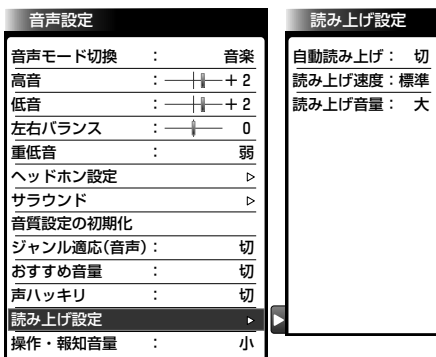 音声設定
音声モード切換 : 音楽
高音 : +2
低音 : +2
左右バランス : 0
重低音 : 弱
ヘッドホン設定
サラウンド
音質設定の初期化
ジャンル適応(音声) : 切
おすすめ音量 : 切
声ハッキリ : 切
読み上げ設定
操作・報知音量 : 小
読み上げ設定
自動読み上げ : 切
読み上げ速度 : 標準
読み上げ音量 : 大